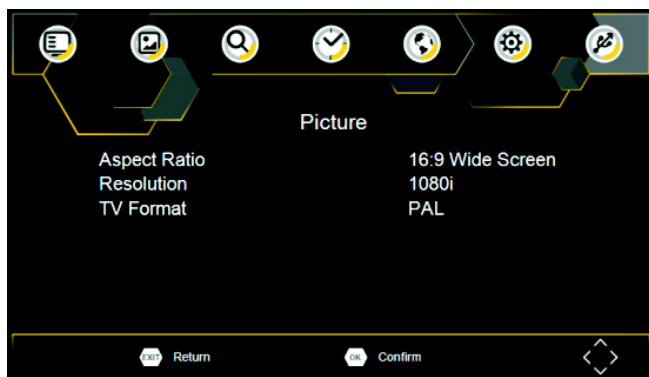 Picture
Aspect Ratio 16:9 Wide Screen
Resolution 1080i
TV Format PAL
EXIT Return OK Confirm